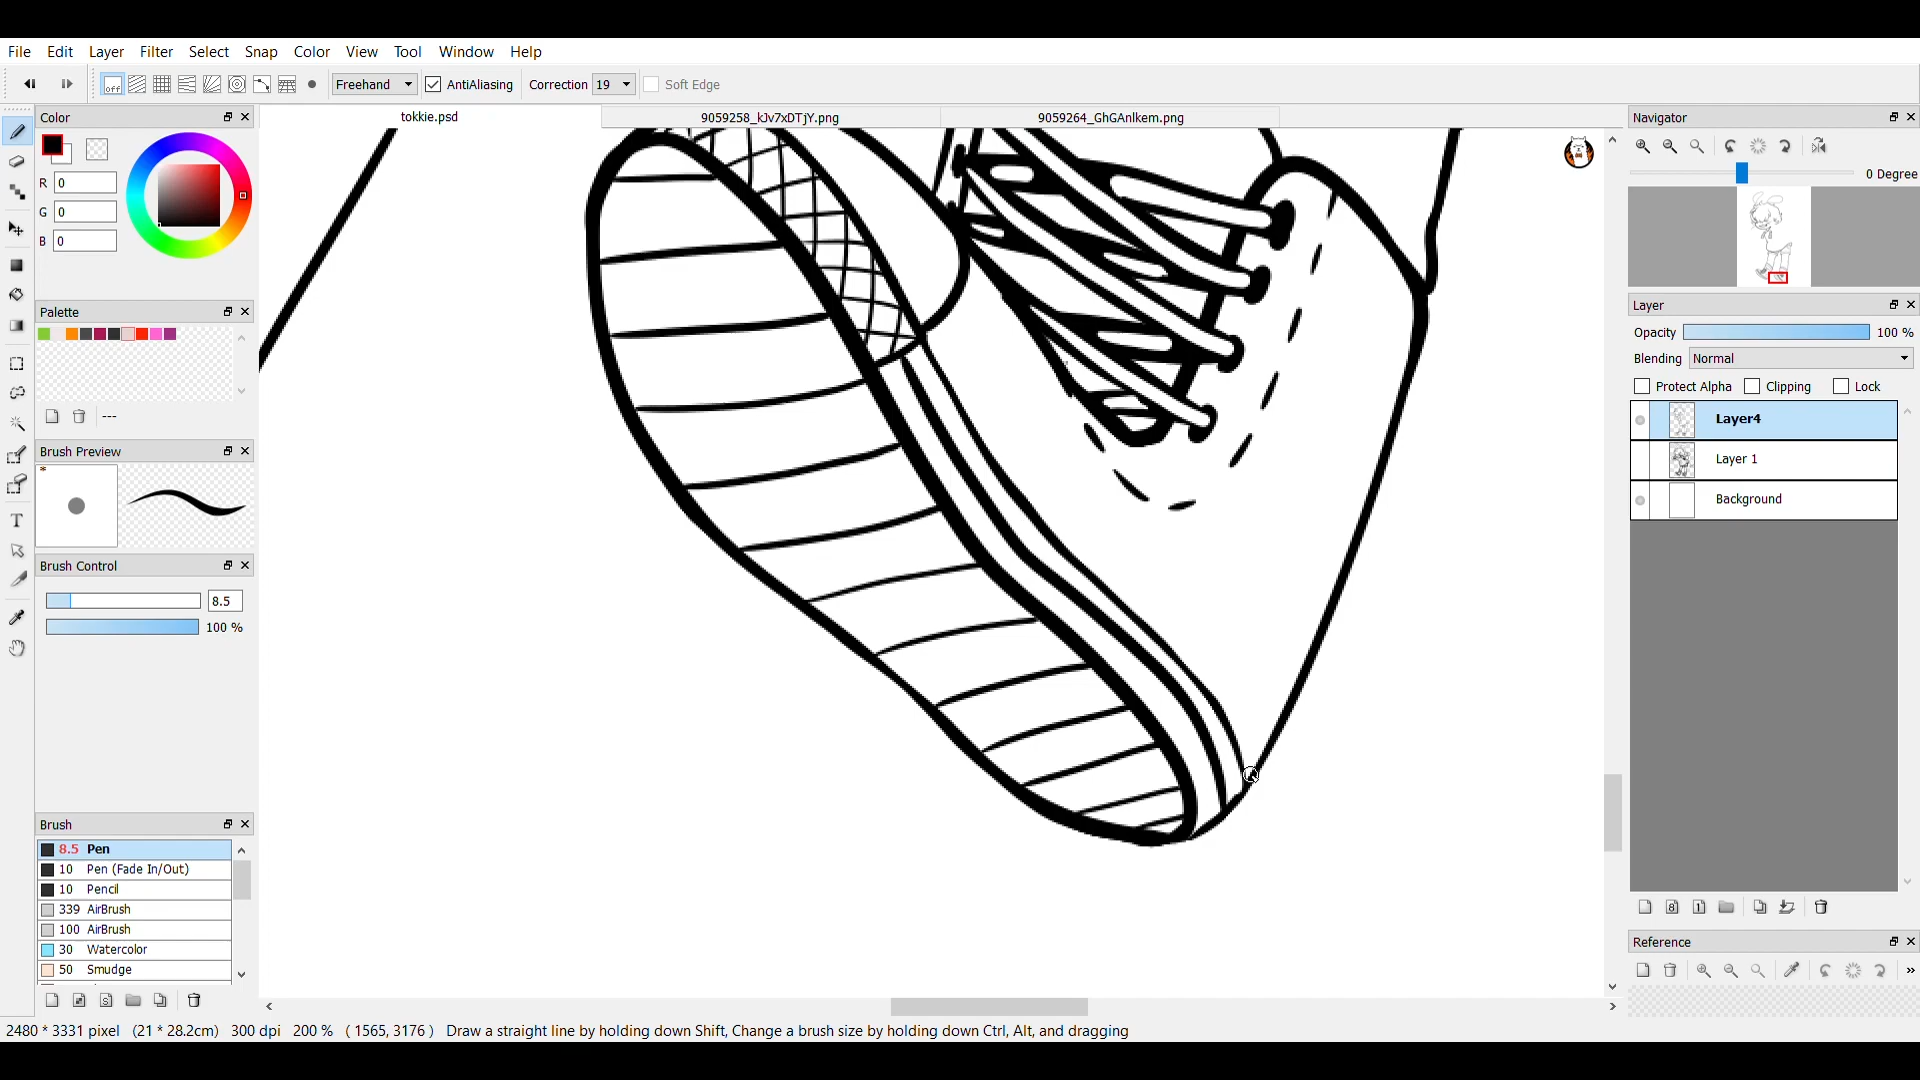 File Edit Layer Filter Select Snap Color View Tool Window Help
off Freehand AntiAliasing Correction 19 Soft Edge
Color
tokkie.psd 9059258_kJv7xDTjY.png 9059264_GhGAnlkem.png
Navigator
R 0
G 0
B 0
0 Degree
Palette
---
Layer
Opacity 100 %
Blending Normal
Protect Alpha Clipping Lock
Layer4
Layer 1
Background
Brush Preview
*
Brush Control
8.5
100 %
T
Brush
8.5 Pen
10 Pen (Fade In/Out)
10 Pencil
339 AirBrush
100 AirBrush
30 Watercolor
50 Smudge
S
8 1
Reference
2480 * 3331 pixel (21 * 28.2cm) 300 dpi 200 % ( 1565, 3176 ) Draw a straight line by holding down Shift, Change a brush size by holding down Ctrl, Alt, and dragging